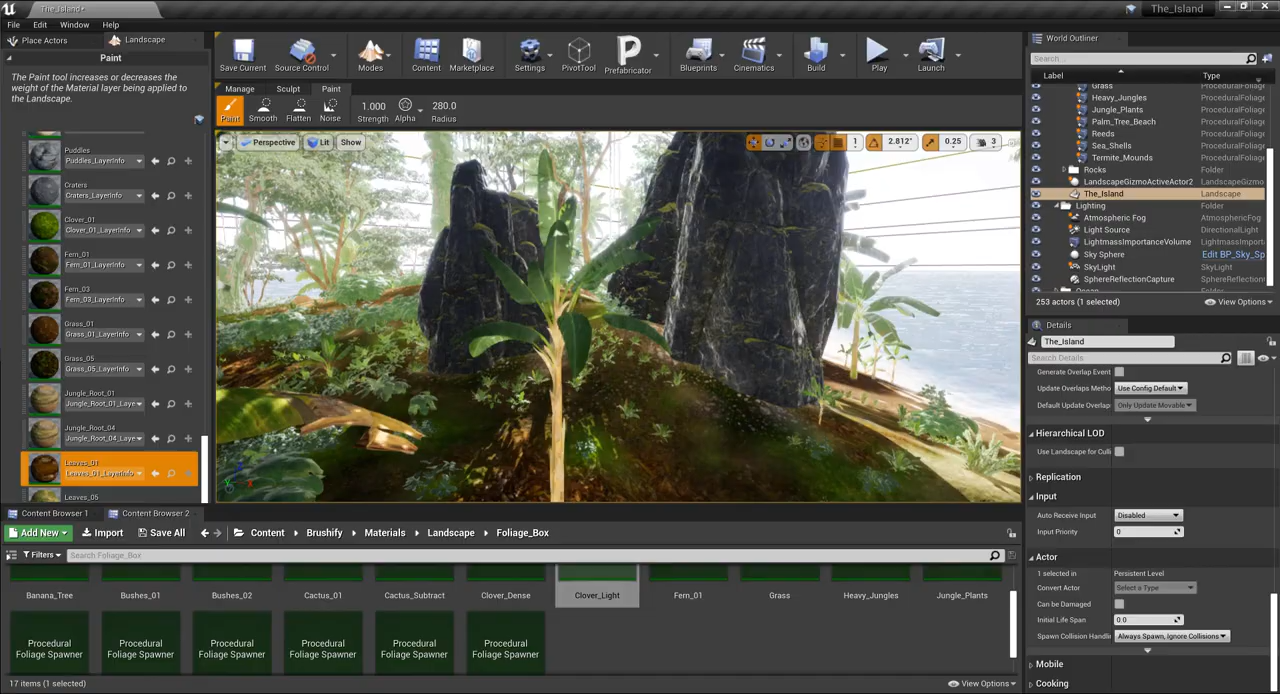 The_Island*
The_Island
File Edit Window Help
Place Actors
Landscape
Paint
The Paint tool increases or decreases the
weight of the Material layer being applied to
the Landscape.
Puddles
Puddles_LayerInfo
Craters
Craters_LayerInfo
Clover_01
Clover_01_LayerInfo
Fern_01
Fern_01_LayerInfo
Fern_03
Fern_03_LayerInfo
Grass_01
Grass_01_LayerInfo
Grass_05
Grass_05_LayerInfo
Jungle_Root_01
Jungle_Root_01_Laye
Jungle_Root_04
Jungle_Root_04_Laye
Leaves_01
Leaves_01_LayerInfo
Leaves_05
Save Current
Source Control
Modes
Content
Marketplace
Settings
PivotTool
Prefabricator
Blueprints
Cinematics
Build
Play
Launch
Manage Sculpt Paint
Paint Smooth Flatten Noise
1.000
Strength
Alpha
280.0
Radius
Perspective
Lit
Show
1
2.812°
0.25
3
World Outliner
Search...
Label
Type
Grass ProceduralFoliage
Heavy_Jungles ProceduralFoliage
Jungle_Plants ProceduralFoliage
Palm_Tree_Beach ProceduralFoliage
Reeds ProceduralFoliage
Sea_Shells ProceduralFoliage
Termite_Mounds ProceduralFoliage
Rocks Folder
LandscapeGizmoActiveActor2 LandscapeGizmo
The_Island Landscape
Lighting Folder
Atmospheric Fog AtmosphericFog
Light Source DirectionalLight
LightmassImportanceVolume LightmassImport
Sky Sphere Edit BP_Sky_Sp
SkyLight SkyLight
SphereReflectionCapture SphereReflection
Ocean Folder
253 actors (1 selected)
View Options
Details
The_Island
Search Details
Generate Overlap Event
Update Overlaps Metho Use Config Default
Default Update Overlap Only Update Movable
Hierarchical LOD
Use Landscape for Culli
Replication
Input
Auto Receive Input Disabled
Input Priority 0
Actor
1 selected in Persistent Level
Convert Actor Select a Type
Can be Damaged
Initial Life Span 0.0
Spawn Collision Handlin Always Spawn, Ignore Collisions
Mobile
Cooking
Content Browser 1
Content Browser 2
Add New
Import
Save All
Content
Brushify
Materials
Landscape
Foliage_Box
Filters
Search Foliage_Box
Banana_Tree
Bushes_01
Bushes_02
Cactus_01
Cactus_Subtract
Clover_Dense
Clover_Light
Fern_01
Grass
Heavy_Jungles
Jungle_Plants
Procedural
Foliage Spawner
Procedural
Foliage Spawner
Procedural
Foliage Spawner
Procedural
Foliage Spawner
Procedural
Foliage Spawner
Procedural
Foliage Spawner
17 items (1 selected)
View Options